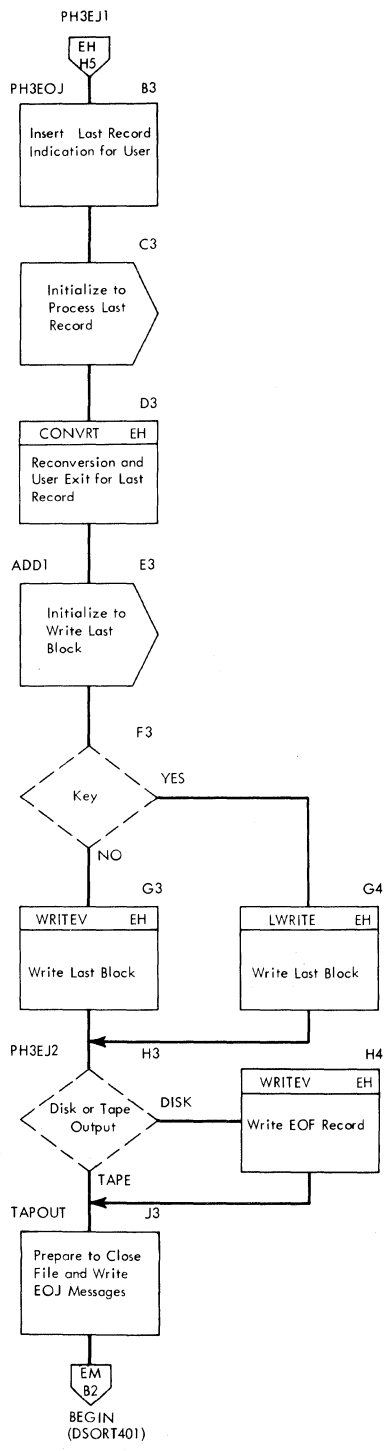 PH3EJ1
EH
H5
PH3EOJ B3
Insert Last Record
Indication for User
C3
Initialize to
Process Last
Record
D3
CONVRT EH
Reconversion and
User Exit for Last
Record
ADD1 E3
Initialize to
Write Last
Block
F3
Key
YES
NO
G3
WRITEV EH
Write Last Block
G4
LWRITE EH
Write Last Block
PH3EJ2 H3
Disk or Tape
Output
DISK
TAPE
H4
WRITEV EH
Write EOF Record
TAPOUT J3
Prepare to Close
File and Write
EOJ Messages
EM
B2
BEGIN
(DSORT401)